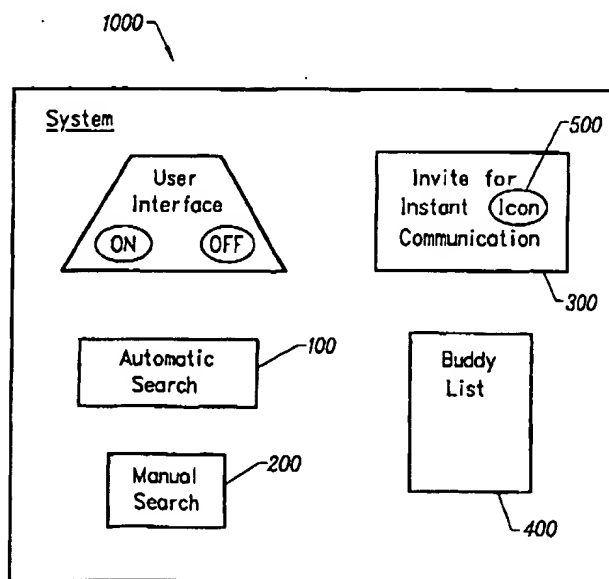 1000
System
500
User
Interface
ON OFF
Invite for
Instant Icon
Communication
300
Automatic
Search
100
Buddy
List
Manual
Search
200
400